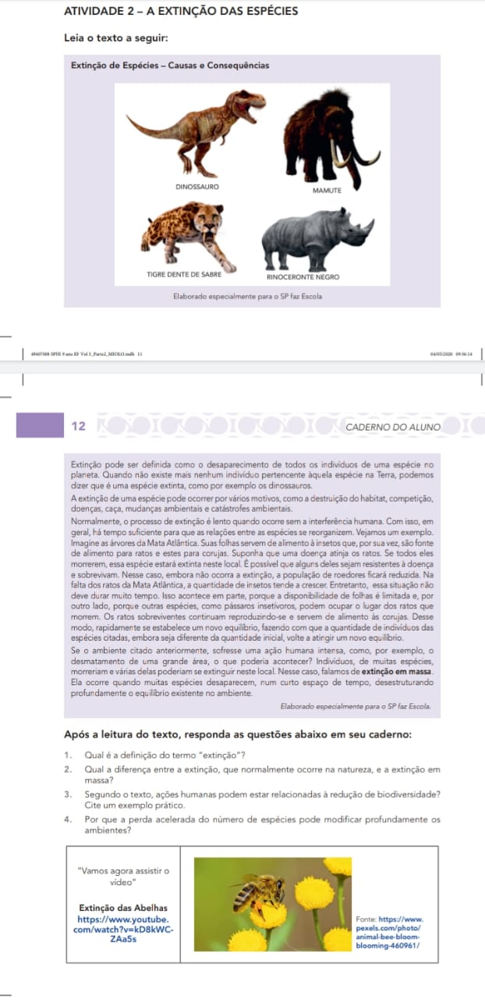 ATIVIDADE 2 – A EXTINÇÃO DAS ESPÉCIES
Leia o texto a seguir:
Extinção de Espécies – Causas e Consequências
DINOSSAURO
MAMUTE
TIGRE DENTE DE SABRE
RINOCERONTE NEGRO
Elaborado especialmente para o SP faz Escola
12
CADERNO DO ALUNO
Extinção pode ser definida como o desaparecimento de todos os indivíduos de uma espécie no
planeta. Quando não existe mais nenhum indivíduo pertencente àquela espécie na Terra, podemos
dizer que é uma espécie extinta, como por exemplo os dinossauros.
A extinção de uma espécie pode ocorrer por vários motivos, como a destruição do habitat, competição,
doenças, caça, mudanças ambientais e catástrofes ambientais.
Normalmente, o processo de extinção é lento quando ocorre sem a interferência humana. Com isso, em
geral, há tempo suficiente para que as relações entre as espécies se reorganizem. Vejamos um exemplo.
Imagine as árvores da Mata Atlântica. Suas folhas servem de alimento à insetos que, por sua vez, são fonte
de alimento para ratos e estes para corujas. Suponha que uma doença atinja os ratos. Se todos eles
morrerem, essa espécie estará extinta neste local. É possível que alguns deles sejam resistentes à doença
e sobrevivam. Nesse caso, embora não ocorra a extinção, a população de roedores ficará reduzida. Na
falta dos ratos da Mata Atlântica, a quantidade de insetos tende a crescer. Entretanto, essa situação não
deve durar muito tempo. Isso acontece em parte, porque a disponibilidade de folhas é limitada e, por
outro lado, porque outras espécies, como pássaros insetívoros, podem ocupar o lugar dos ratos que
morrem. Os ratos sobreviventes continuam reproduzindo-se e servem de alimento às corujas. Desse
modo, rapidamente se estabelece um novo equilíbrio, fazendo com que a quantidade de indivíduos das
espécies citadas, embora seja diferente da quantidade inicial, volte a atingir um novo equilíbrio.
Se o ambiente citado anteriormente, sofresse uma ação humana intensa, como, por exemplo, o
desmatamento de uma grande área, o que poderia acontecer? Indivíduos, de muitas espécies,
morreriam e várias delas poderiam se extinguir neste local. Nesse caso, falamos de extinção em massa.
Ela ocorre quando muitas espécies desaparecem, num curto espaço de tempo, desestruturando
profundamente o equilíbrio existente no ambiente.
Elaborado especialmente para o SP faz Escola.
Após a leitura do texto, responda as questões abaixo em seu caderno:
1. Qual é a definição do termo "extinção"?
2. Qual a diferença entre a extinção, que normalmente ocorre na natureza, e a extinção em
massa?
3. Segundo o texto, ações humanas podem estar relacionadas à redução de biodiversidade?
Cite um exemplo prático.
4. Por que a perda acelerada do número de espécies pode modificar profundamente os
ambientes?
"Vamos agora assistir o
vídeo"
Extinção das Abelhas
https://www.youtube.
com/watch?v=kD8kWC-
ZAa5s
Fonte: https://www.
pexels.com/photo/
animal-bee-bloom-
blooming-460961/